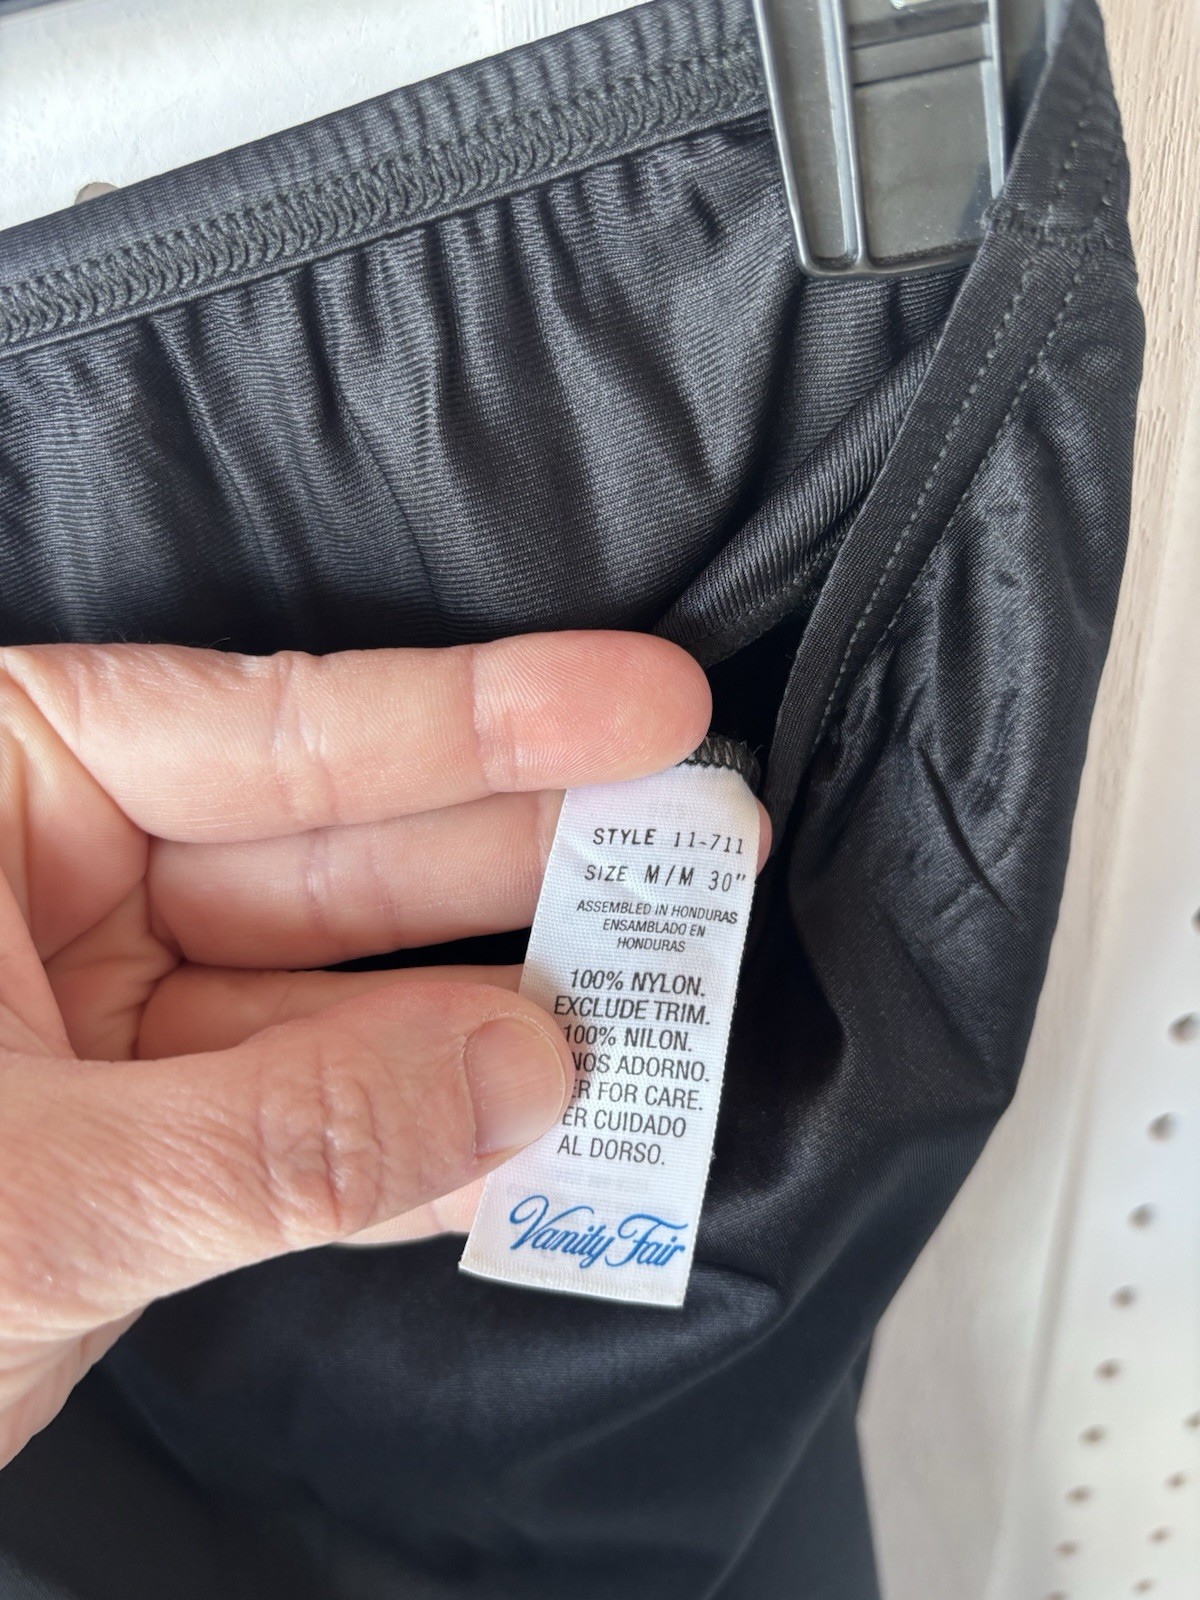 STYLE 11-711
SIZE M/M 30"
ASSEMBLED IN HONDURAS
ENSAMBLADO EN
HONDURAS
100% NYLON.
EXCLUDE TRIM.
100% NILON.
NOS ADORNO.
ER FOR CARE.
ER CUIDADO
AL DORSO.
Vanity Fair